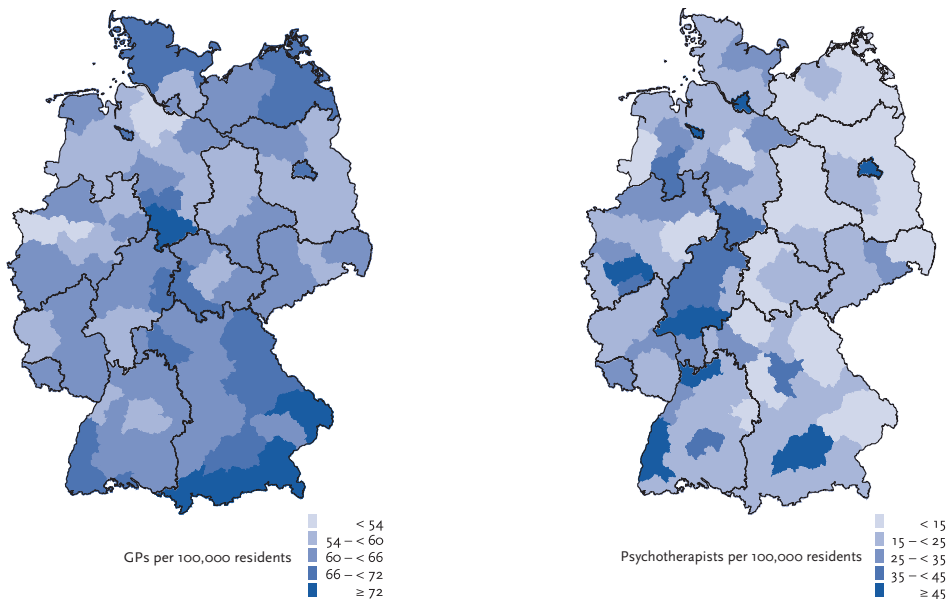 GPs per 100,000 residents
< 54
54 – < 60
60 – < 66
66 – < 72
≥ 72
Psychotherapists per 100,000 residents
< 15
15 – < 25
25 – < 35
35 – < 45
≥ 45